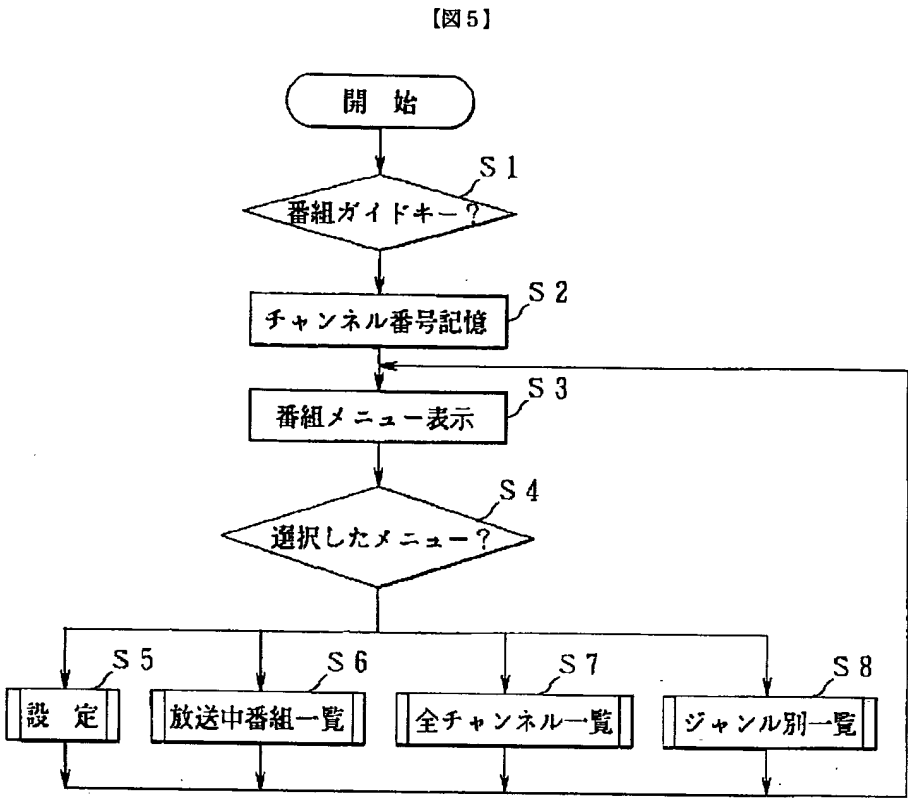 【図5】
開 始
S1
番組ガイドキー?
S2
チャンネル番号記憶
S3
番組メニュー表示
S4
選択したメニュー?
S5
設 定
S6
放送中番組一覧
S7
全チャンネル一覧
S8
ジャンル別一覧